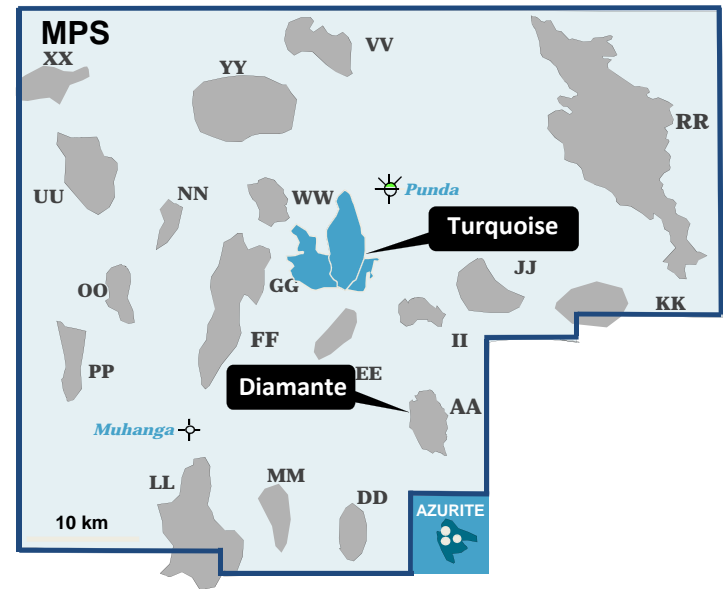 MPS
VV
XX
YY
RR
UU
NN
WW
Punda
Turquoise
JJ
OO
GG
KK
FF
II
PP
EE
Diamante
AA
Muhanga
LL
MM
DD
AZURITE
10 km